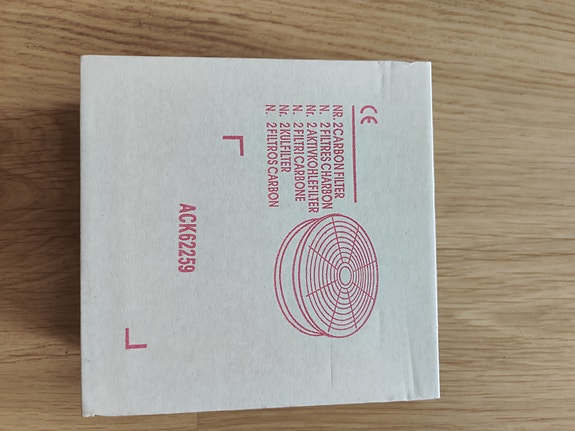 CE
NR. 2 CARBON FILTER
N. 2 FILTRES CHARBON
Nr. 2 AKTIVKOHLEFILTER
N. 2 FILTRI CARBONE
Nr. 2 KULFILTER
N. 2 FILTROS CARBON
ACK62259